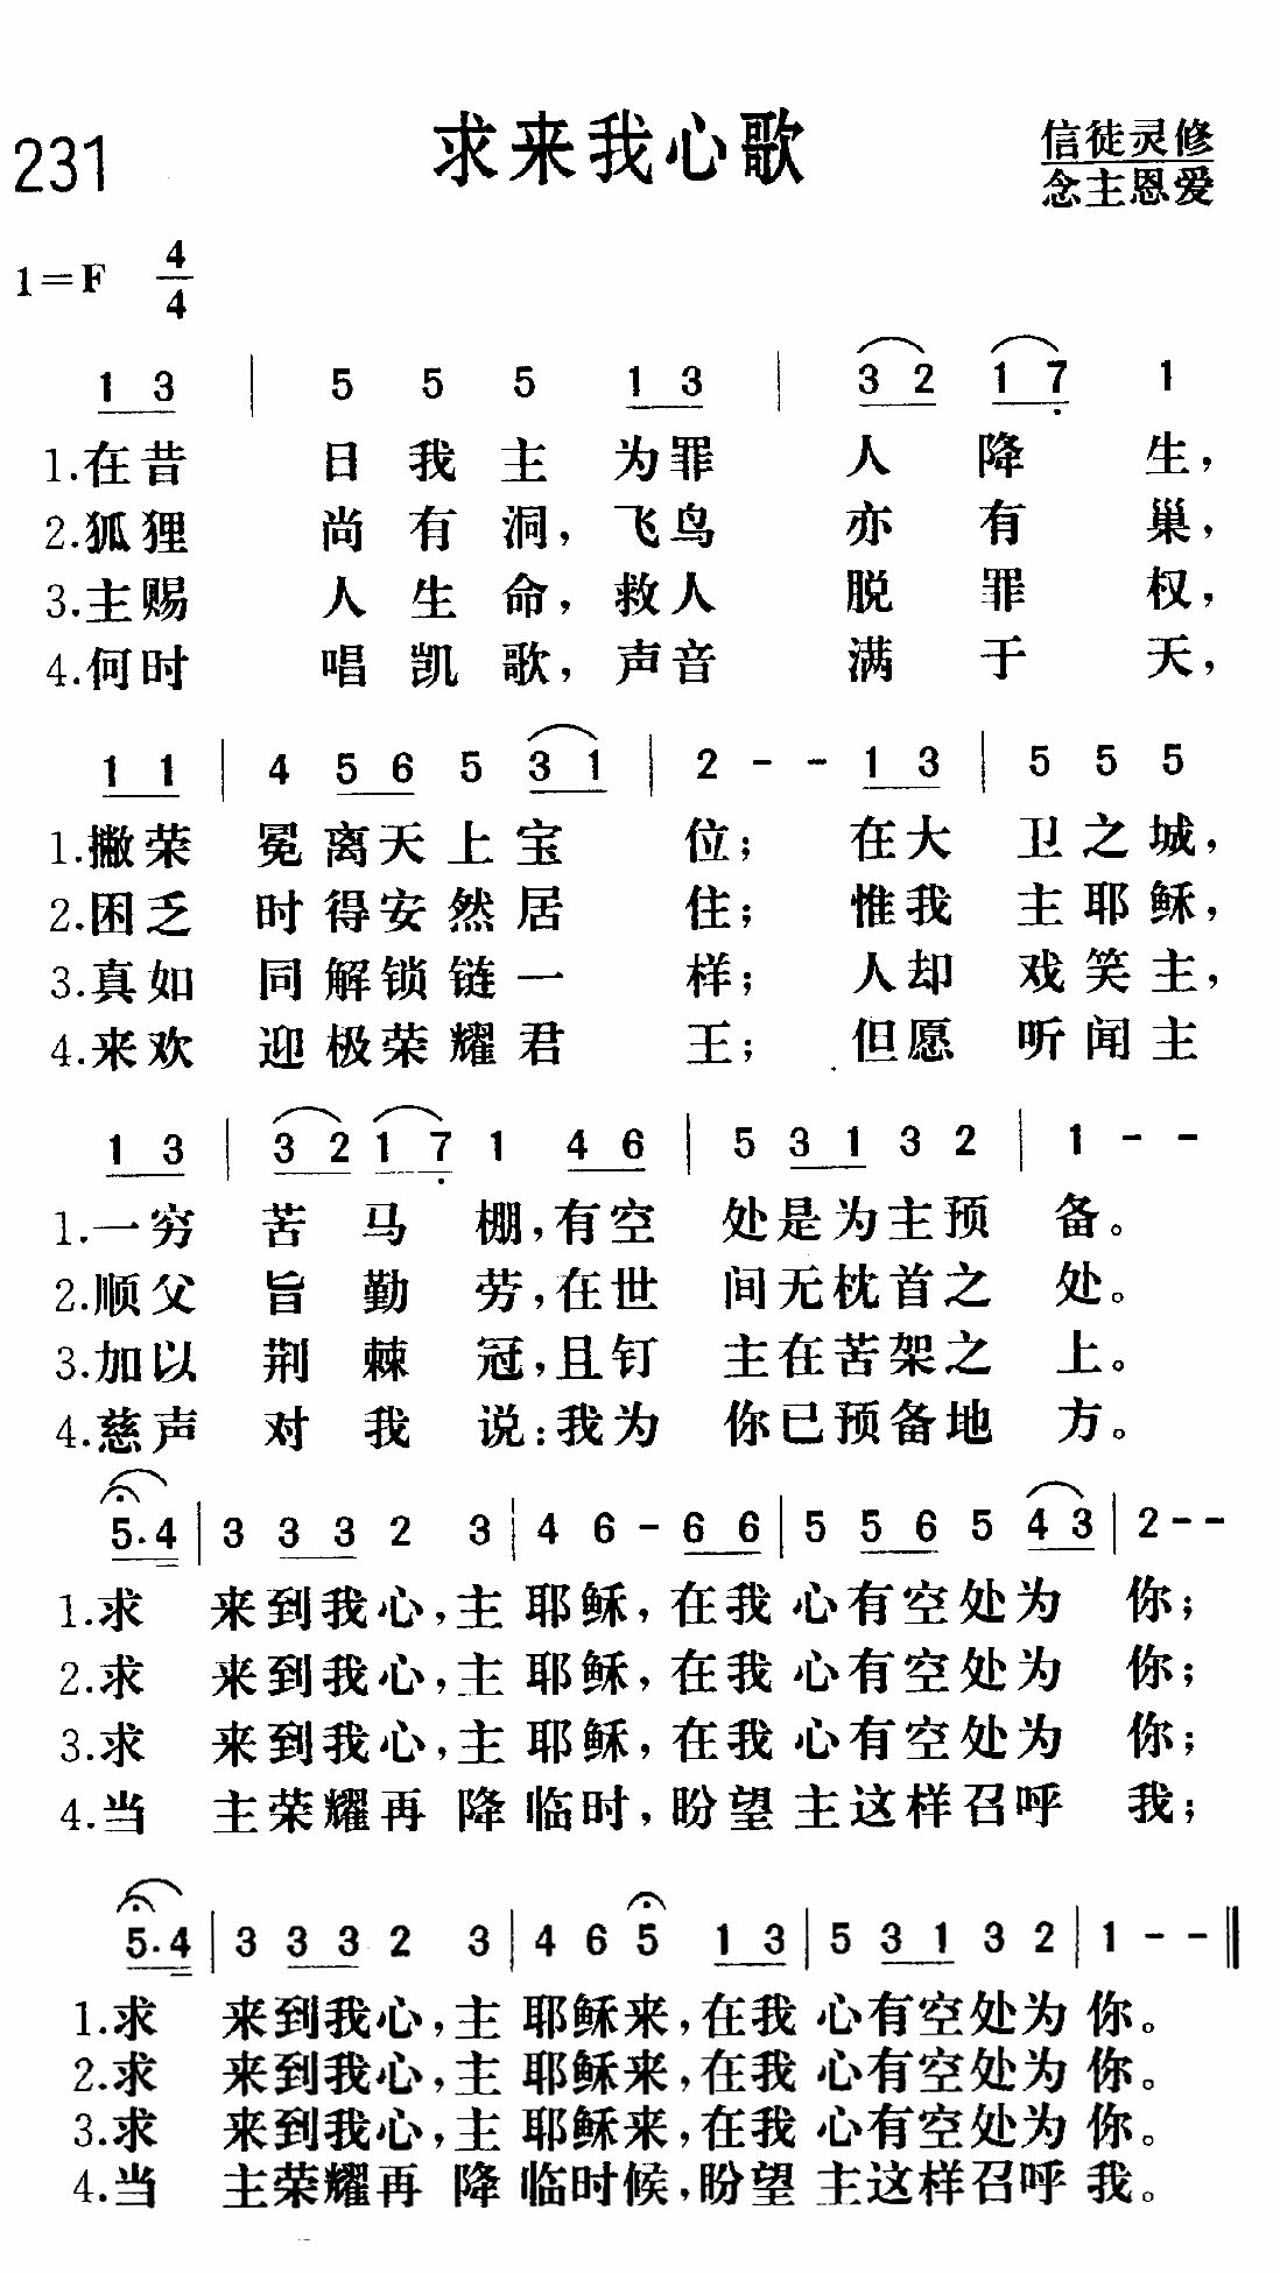 231
求来我心歌
信徒灵修
念主恩爱
1=F 4/4
1 3 | 5 5 5 1 3 | 3 2 1 7̣ 1
1.在昔 日我主 为罪 人 降 生，
2.狐狸 尚有洞，飞鸟 亦 有 巢，
3.主赐 人生命，救人 脱 罪 权，
4.何时 唱凯歌，声音 满 于 天，
1 1 | 4 5 6 5 3 1 | 2 - - 1 3 | 5 5 5
1.撇荣 冕离天上宝 位； 在大 卫之城，
2.困乏 时得安然居 住； 惟我 主耶稣，
3.真如 同解锁链一 样； 人却 戏笑主，
4.来欢 迎极荣耀君 王； 但愿 听闻主
1 3 | 3 2 1 7̣ 1 4 6 | 5 3 1 3 2 | 1 - -
1.一穷 苦 马 棚，有空 处是为主预 备。
2.顺父 旨 勤 劳，在世 间无枕首之 处。
3.加以 荆 棘 冠，且钉 主在苦架之 上。
4.慈声 对 我 说：我为 你已预备地 方。
5.4 | 3 3 3 2 3 | 4 6 - 6 6 | 5 5 6 5 4 3 | 2 - -
1.求 来到我心，主 耶稣，在我 心有空处为 你；
2.求 来到我心，主 耶稣，在我 心有空处为 你；
3.求 来到我心，主 耶稣，在我 心有空处为 你；
4.当 主荣耀再 降 临时，盼望 主这样召呼 我；
5.4 | 3 3 3 2 3 | 4 6 5 1 3 | 5 3 1 3 2 | 1 - - ‖
1.求 来到我心，主 耶稣来，在我 心有空处为 你。
2.求 来到我心，主 耶稣来，在我 心有空处为 你。
3.求 来到我心，主 耶稣来，在我 心有空处为 你。
4.当 主荣耀再 降 临时候，盼望 主这样召呼 我。